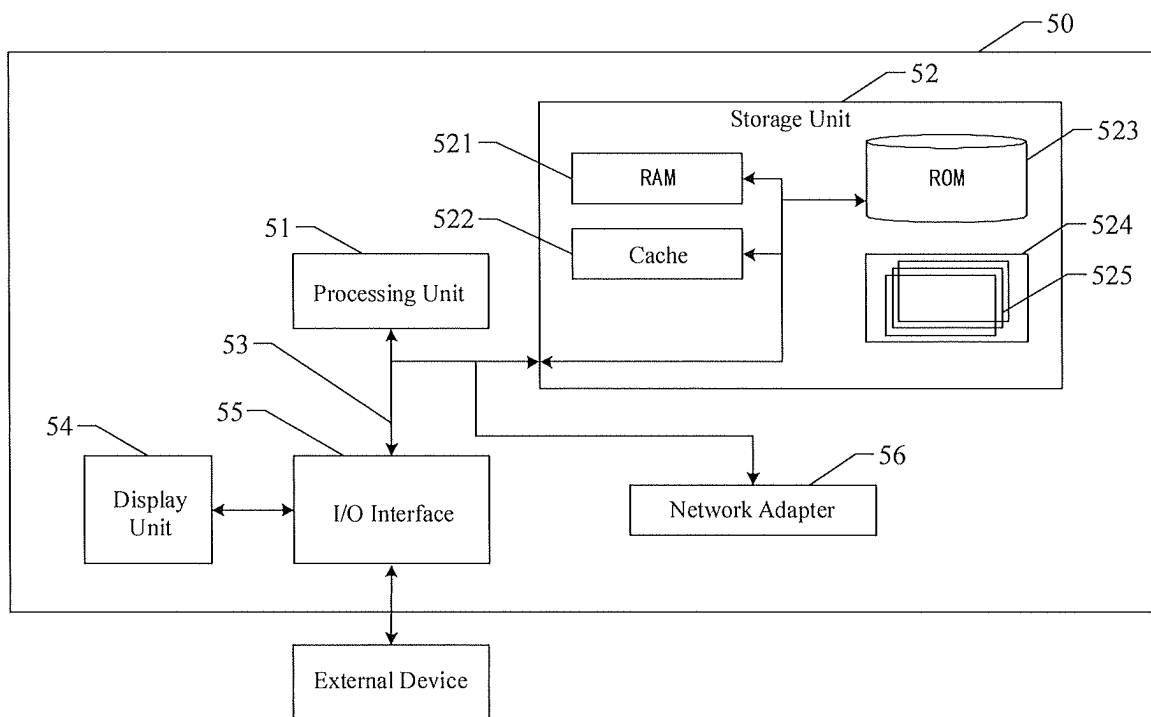 50
52
Storage Unit
521
RAM
523
ROM
522
Cache
524
525
51
Processing Unit
53
54
55
Display
Unit
I/O Interface
56
Network Adapter
External Device